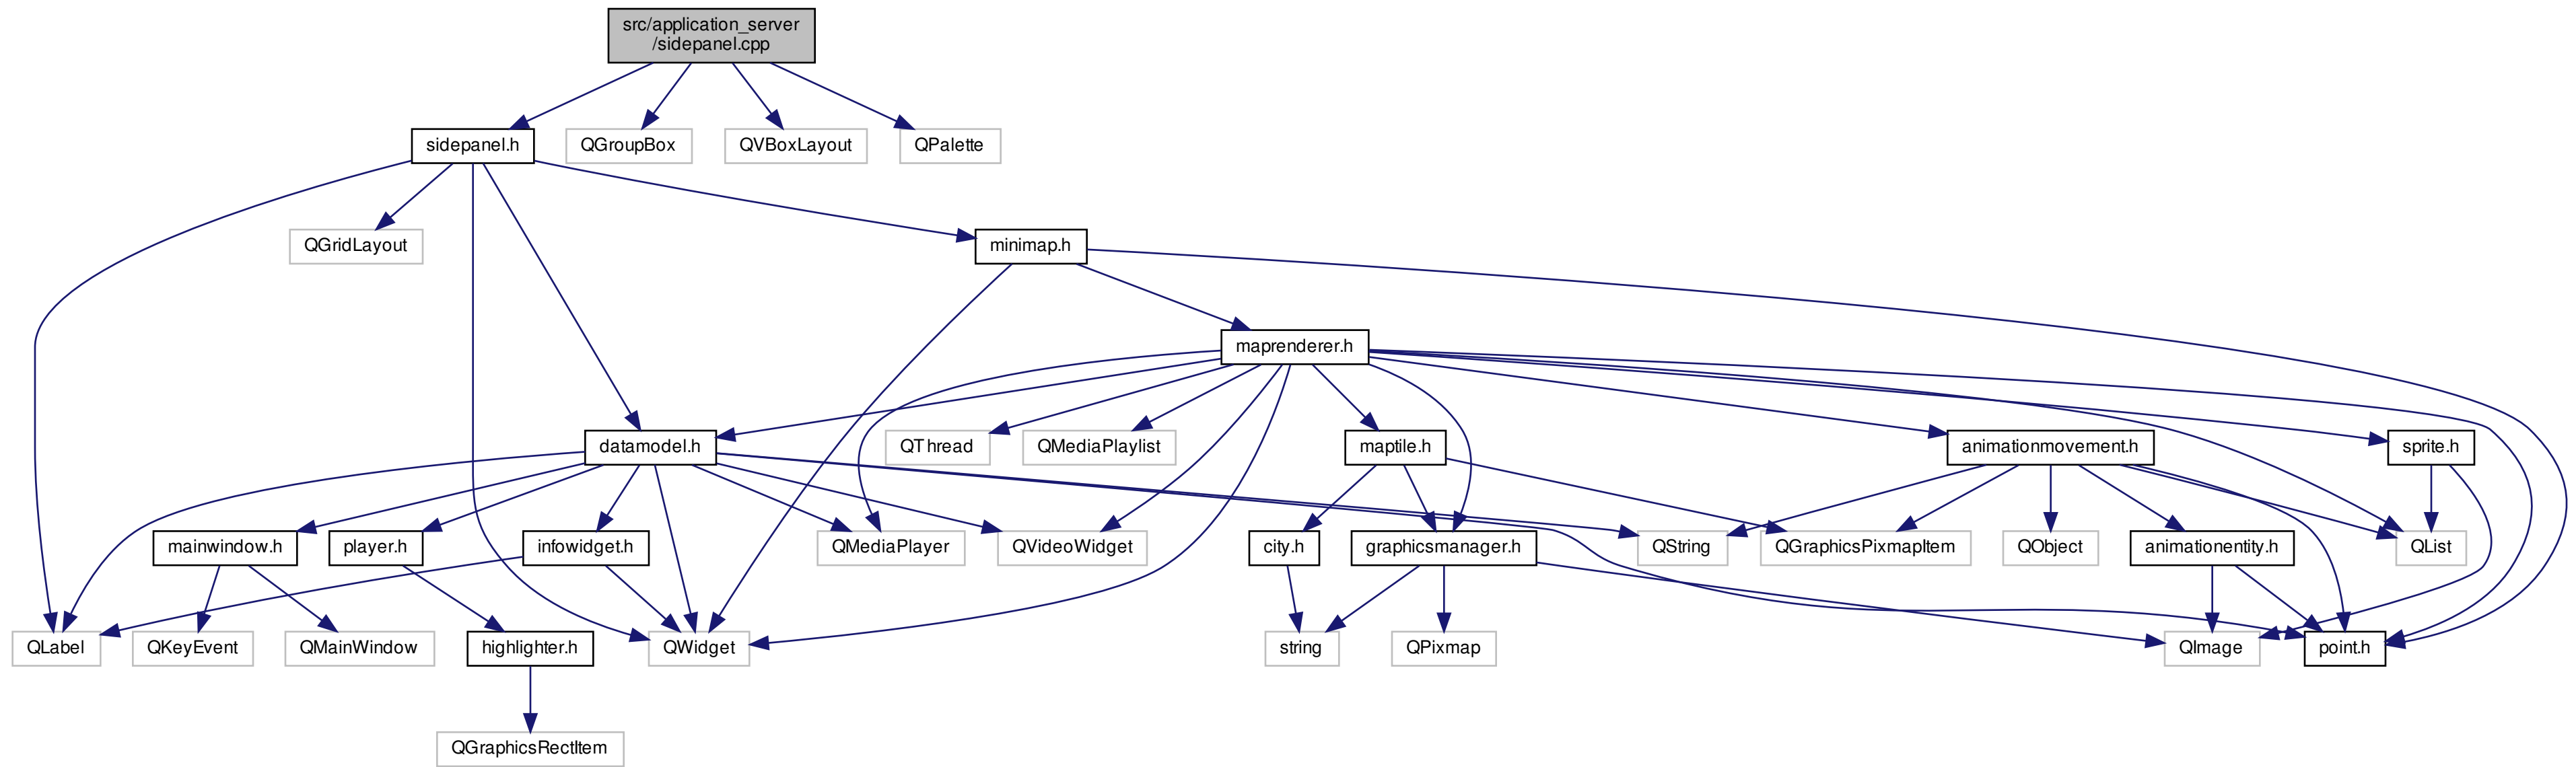 src/application_server
/sidepanel.cpp
sidepanel.h
QGroupBox
QVBoxLayout
QPalette
QGridLayout
minimap.h
maprenderer.h
datamodel.h
QThread
QMediaPlaylist
maptile.h
animationmovement.h
sprite.h
mainwindow.h
player.h
infowidget.h
QMediaPlayer
QVideoWidget
city.h
graphicsmanager.h
QString
QGraphicsPixmapItem
QObject
animationentity.h
QList
QLabel
QKeyEvent
QMainWindow
highlighter.h
QWidget
string
QPixmap
QImage
point.h
QGraphicsRectItem